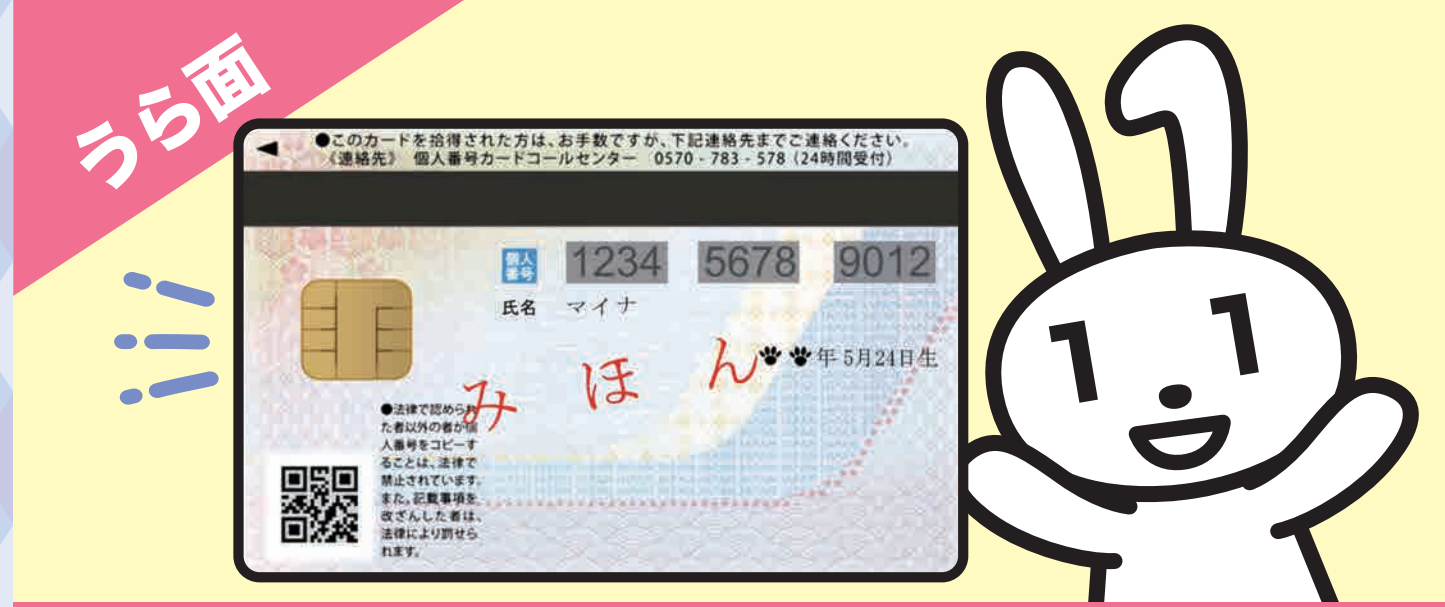 うら面
●このカードを拾得された方は、お手数ですが、下記連絡先までご連絡ください。
《連絡先》 個人番号カードコールセンター 0570-783-578（24時間受付）
個人
番号 1234 5678 9012
氏名 マイナ
年5月24日生
みほん
●法律で認められ
た者以外の者が個
人番号をコピーす
ることは、法律で
禁止されています。
また、記載事項を
改ざんした者は、
法律により罰せら
れます。
11